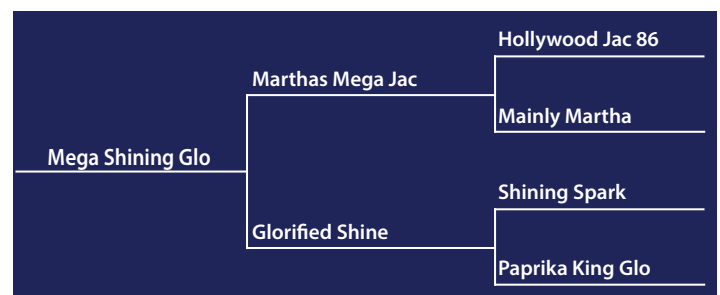 Hollywood Jac 86
Marthas Mega Jac
Mainly Martha
Mega Shining Glo
Shining Spark
Glorified Shine
Paprika King Glo